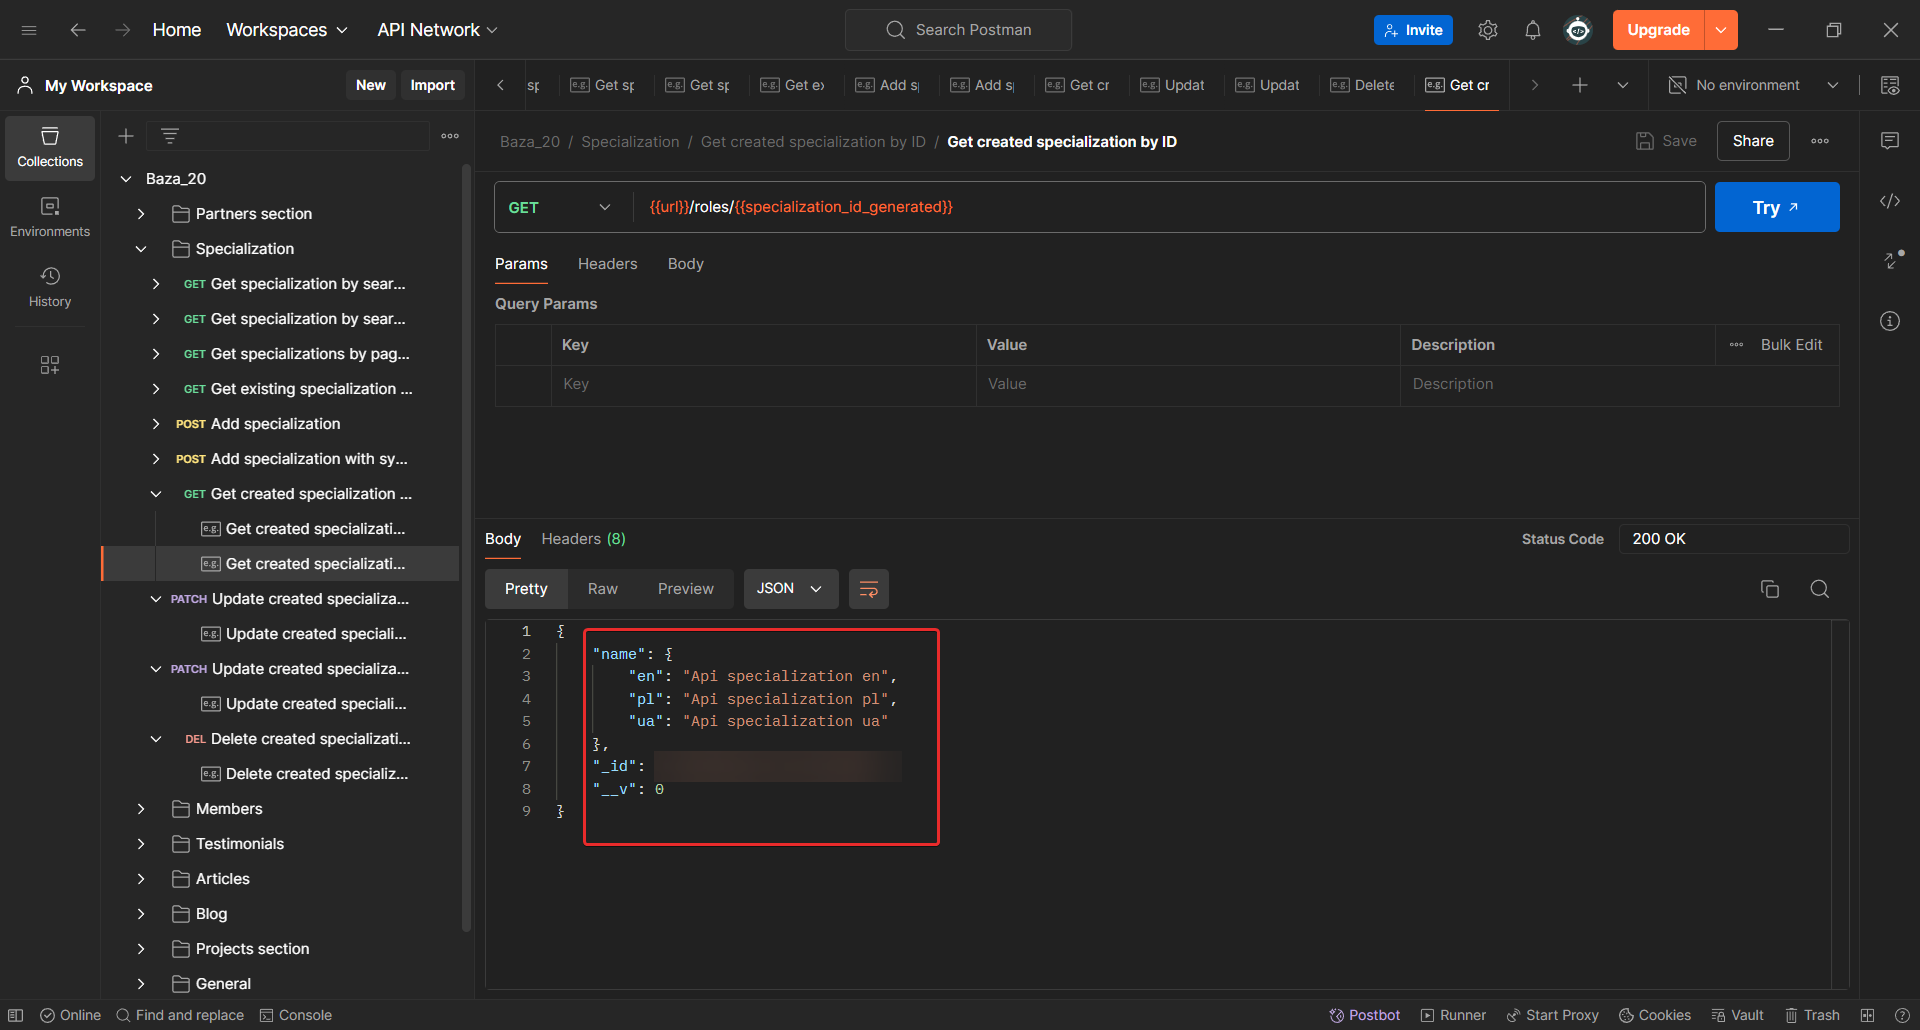 Home Workspaces API Network Search Postman Invite Upgrade
My Workspace New Import
sp e.g. Get sp e.g. Get sp e.g. Get ex e.g. Add s e.g. Add s e.g. Get cr e.g. Updat e.g. Updat e.g. Delete e.g. Get cr No environment
Collections
Environments
History
Baza_20
Partners section
Specialization
GET Get specialization by sear...
GET Get specialization by sear...
GET Get specializations by pag...
GET Get existing specialization ...
POST Add specialization
POST Add specialization with sy...
GET Get created specialization ...
e.g. Get created specializati...
e.g. Get created specializati...
PATCH Update created specializa...
e.g. Update created speciali...
PATCH Update created specializa...
e.g. Update created speciali...
DEL Delete created specializati...
e.g. Delete created specializ...
Members
Testimonials
Articles
Blog
Projects section
General
Baza_20 / Specialization / Get created specialization by ID / Get created specialization by ID
Save Share
GET {{url}}/roles/{{specialization_id_generated}} Try
Params Headers Body
Query Params
Key Value Description Bulk Edit
Key Value Description
Body Headers (8) Status Code 200 OK
Pretty Raw Preview JSON
1 {
2 "name": {
3 "en": "Api specialization en",
4 "pl": "Api specialization pl",
5 "ua": "Api specialization ua"
6 },
7 "_id":
8 "__v": 0
9 }
Online Find and replace Console Postbot Runner Start Proxy Cookies Vault Trash